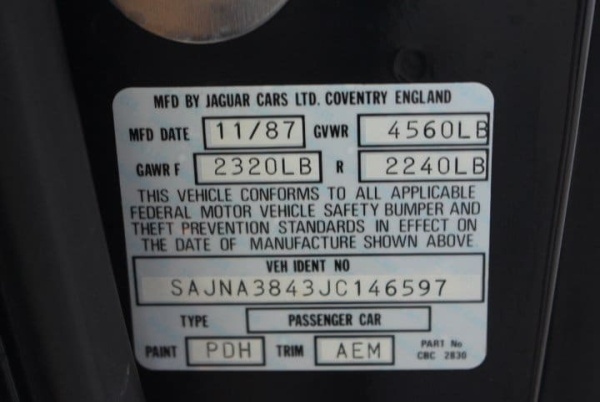 MFD BY JAGUAR CARS LTD. COVENTRY ENGLAND
MFD DATE 11/87 GVWR 4560LB
GAWR F 2320LB R 2240LB
THIS VEHICLE CONFORMS TO ALL APPLICABLE
FEDERAL MOTOR VEHICLE SAFETY BUMPER AND
THEFT PREVENTION STANDARDS IN EFFECT ON
THE DATE OF MANUFACTURE SHOWN ABOVE
VEH IDENT NO
SAJNA3843JC146597
TYPE PASSENGER CAR
PAINT PDH TRIM AEM PART No
CBC 2830